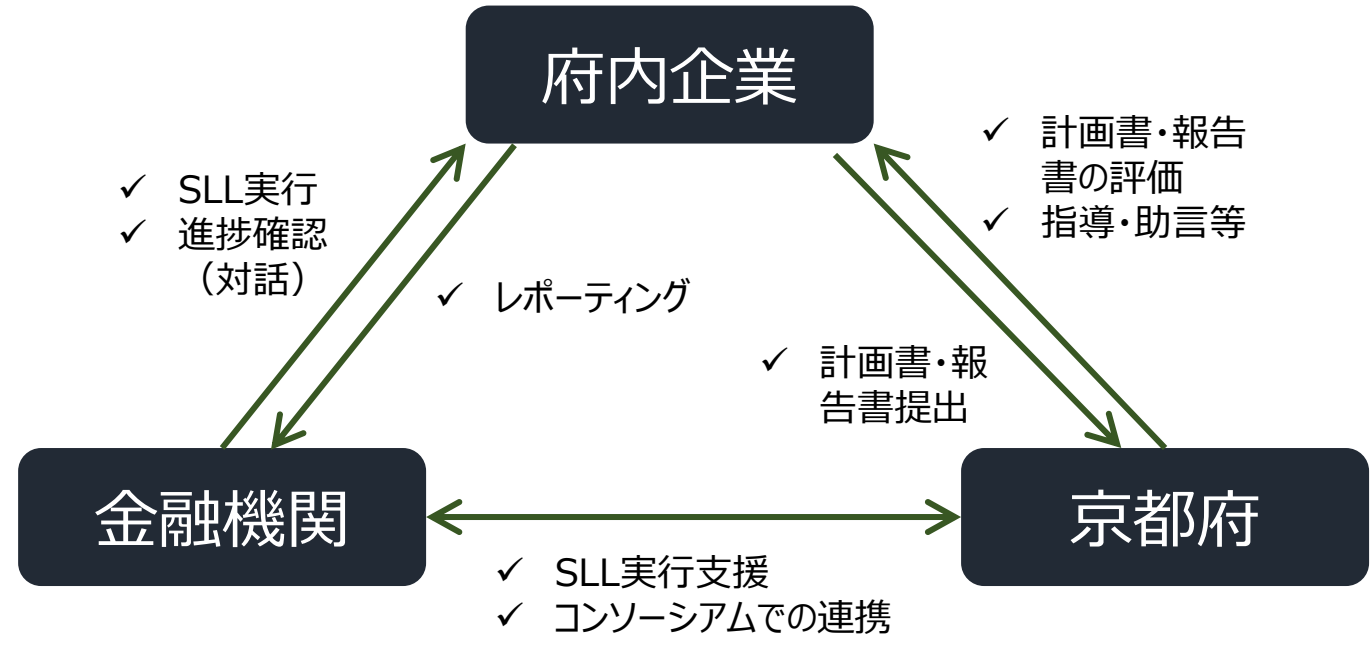 府内企業
✓ 計画書・報告
書の評価
✓ 指導・助言等
✓ SLL実行
✓ 進捗確認
（対話）
✓ レポーティング
✓ 計画書・報
告書提出
金融機関
京都府
✓ SLL実行支援
✓ コンソーシアムでの連携